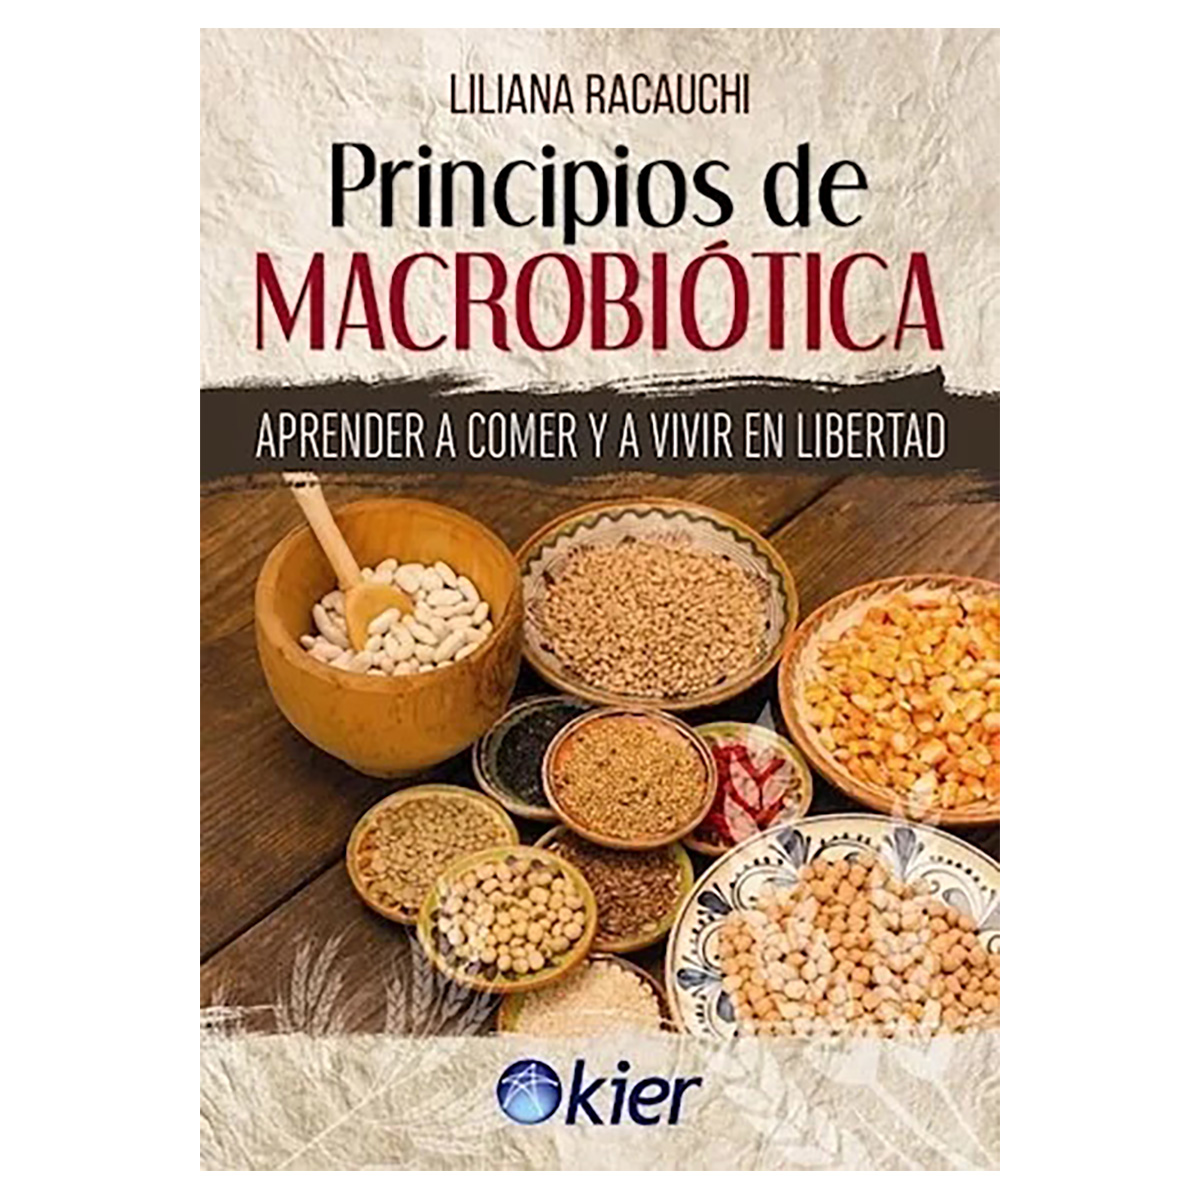 LILIANA RACAUCHI
Principios de
MACROBIÓTICA
APRENDER A COMER Y A VIVIR EN LIBERTAD
kier